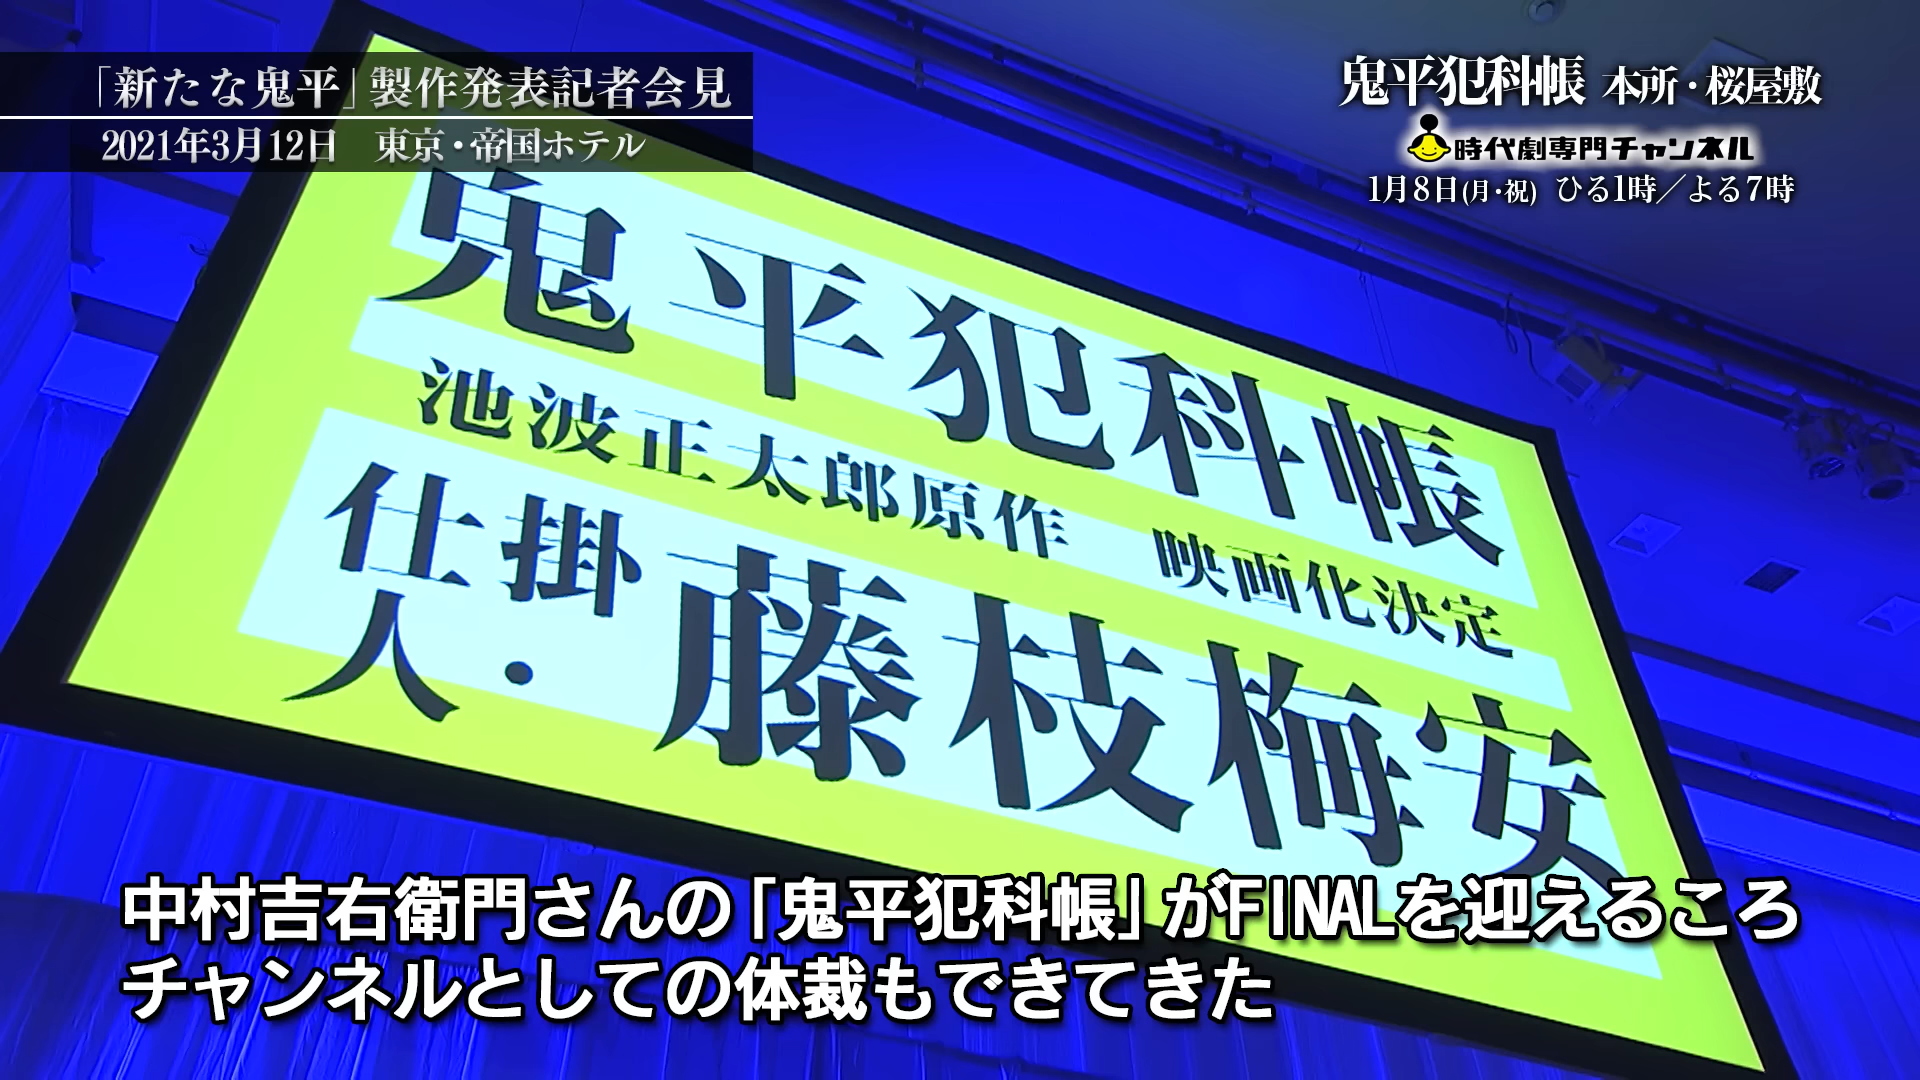 「新たな鬼平」製作発表記者会見
2021年3月12日　東京・帝国ホテル
鬼平犯科帳 本所・桜屋敷
時代劇専門チャンネル
1月8日(月・祝) ひる1時／よる7時
鬼平犯科帳
池波正太郎原作　映画化決定
仕掛人・藤枝梅安
中村吉右衛門さんの「鬼平犯科帳」がFINALを迎えるころ
チャンネルとしての体裁もできてきた